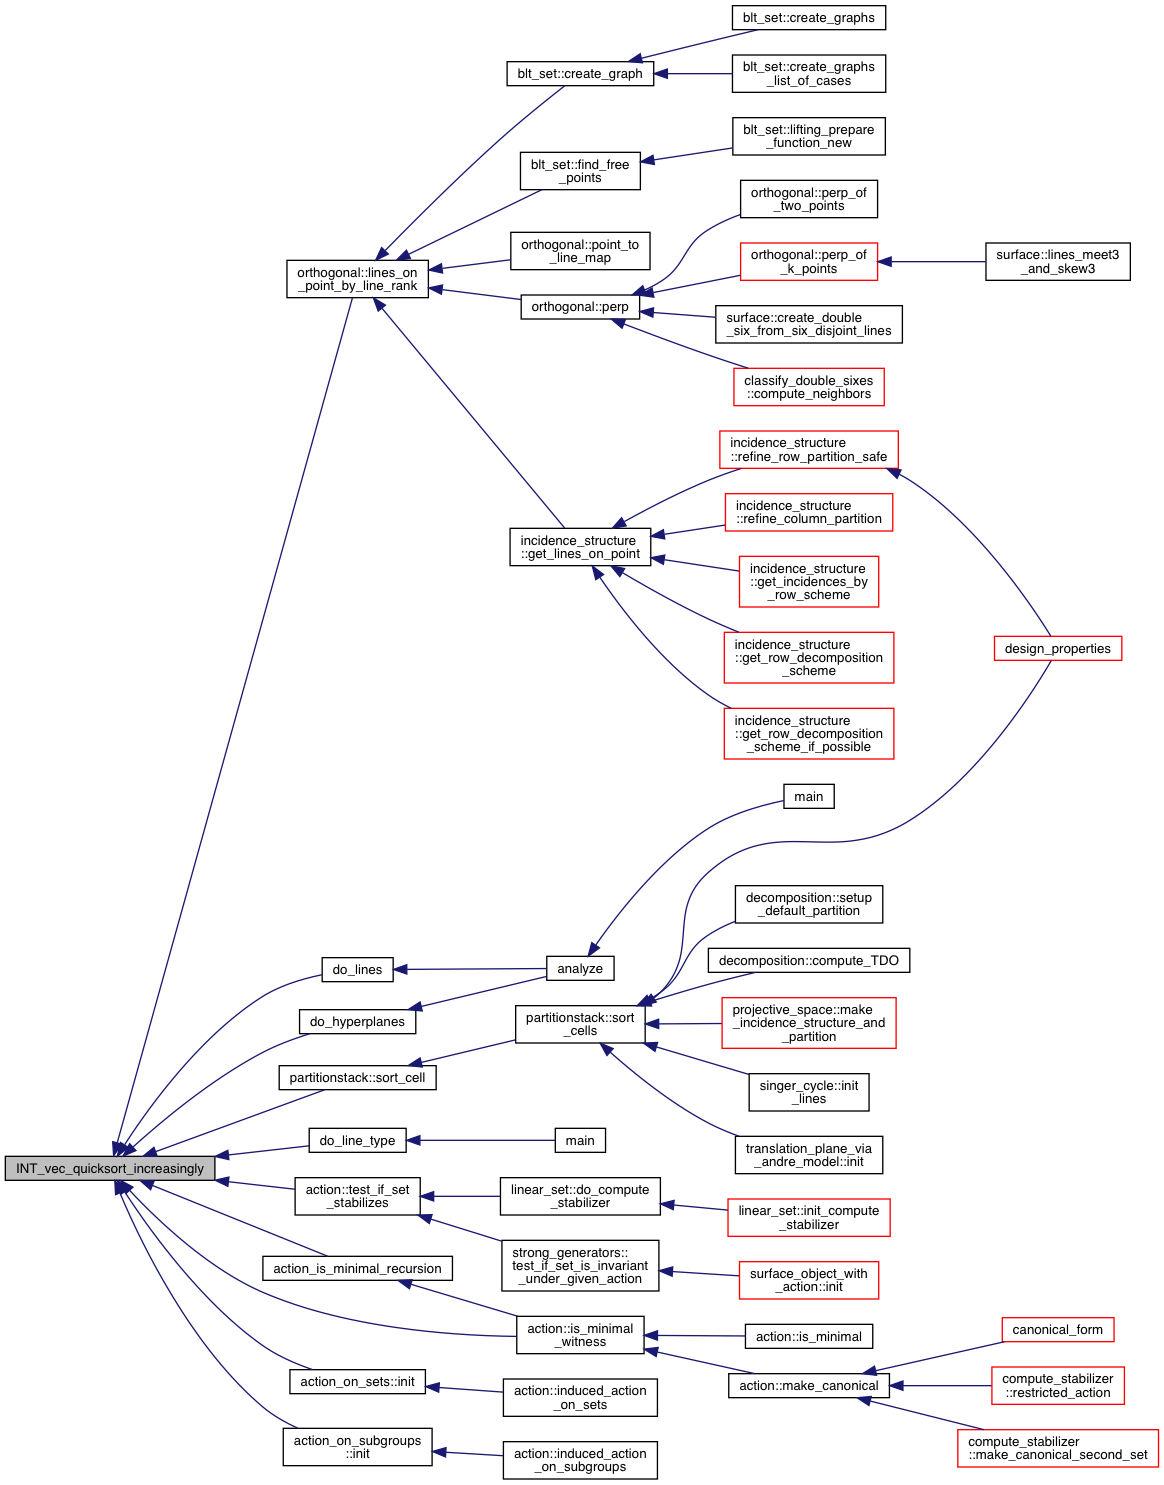 blt_set::create_graphs
blt_set::create_graph
blt_set::create_graphs
_list_of_cases
blt_set::lifting_prepare
_function_new
blt_set::find_free
_points
orthogonal::perp_of
_two_points
orthogonal::point_to
_line_map
orthogonal::perp_of
_k_points
surface::lines_meet3
_and_skew3
orthogonal::lines_on
_point_by_line_rank
orthogonal::perp
surface::create_double
_six_from_six_disjoint_lines
classify_double_sixes
::compute_neighbors
incidence_structure
::refine_row_partition_safe
incidence_structure
::refine_column_partition
incidence_structure
::get_lines_on_point
incidence_structure
::get_incidences_by
_row_scheme
incidence_structure
::get_row_decomposition
_scheme
design_properties
incidence_structure
::get_row_decomposition
_scheme_if_possible
main
decomposition::setup
_default_partition
decomposition::compute_TDO
do_lines
analyze
do_hyperplanes
partitionstack::sort
_cells
projective_space::make
_incidence_structure_and
_partition
partitionstack::sort_cell
singer_cycle::init
_lines
do_line_type
main
translation_plane_via
_andre_model::init
INT_vec_quicksort_increasingly
action::test_if_set
_stabilizes
linear_set::do_compute
_stabilizer
linear_set::init_compute
_stabilizer
strong_generators::
test_if_set_is_invariant
_under_given_action
surface_object_with
_action::init
action_is_minimal_recursion
action::is_minimal
_witness
action::is_minimal
canonical_form
action_on_sets::init
action::induced_action
_on_sets
action::make_canonical
compute_stabilizer
::restricted_action
action_on_subgroups
::init
action::induced_action
_on_subgroups
compute_stabilizer
::make_canonical_second_set